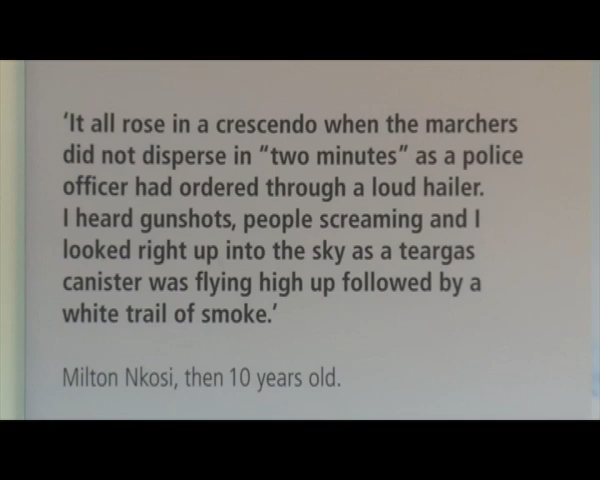 ‘It all rose in a crescendo when the marchers
did not disperse in “two minutes” as a police
officer had ordered through a loud hailer.
I heard gunshots, people screaming and I
looked right up into the sky as a teargas
canister was flying high up followed by a
white trail of smoke.’
Milton Nkosi, then 10 years old.